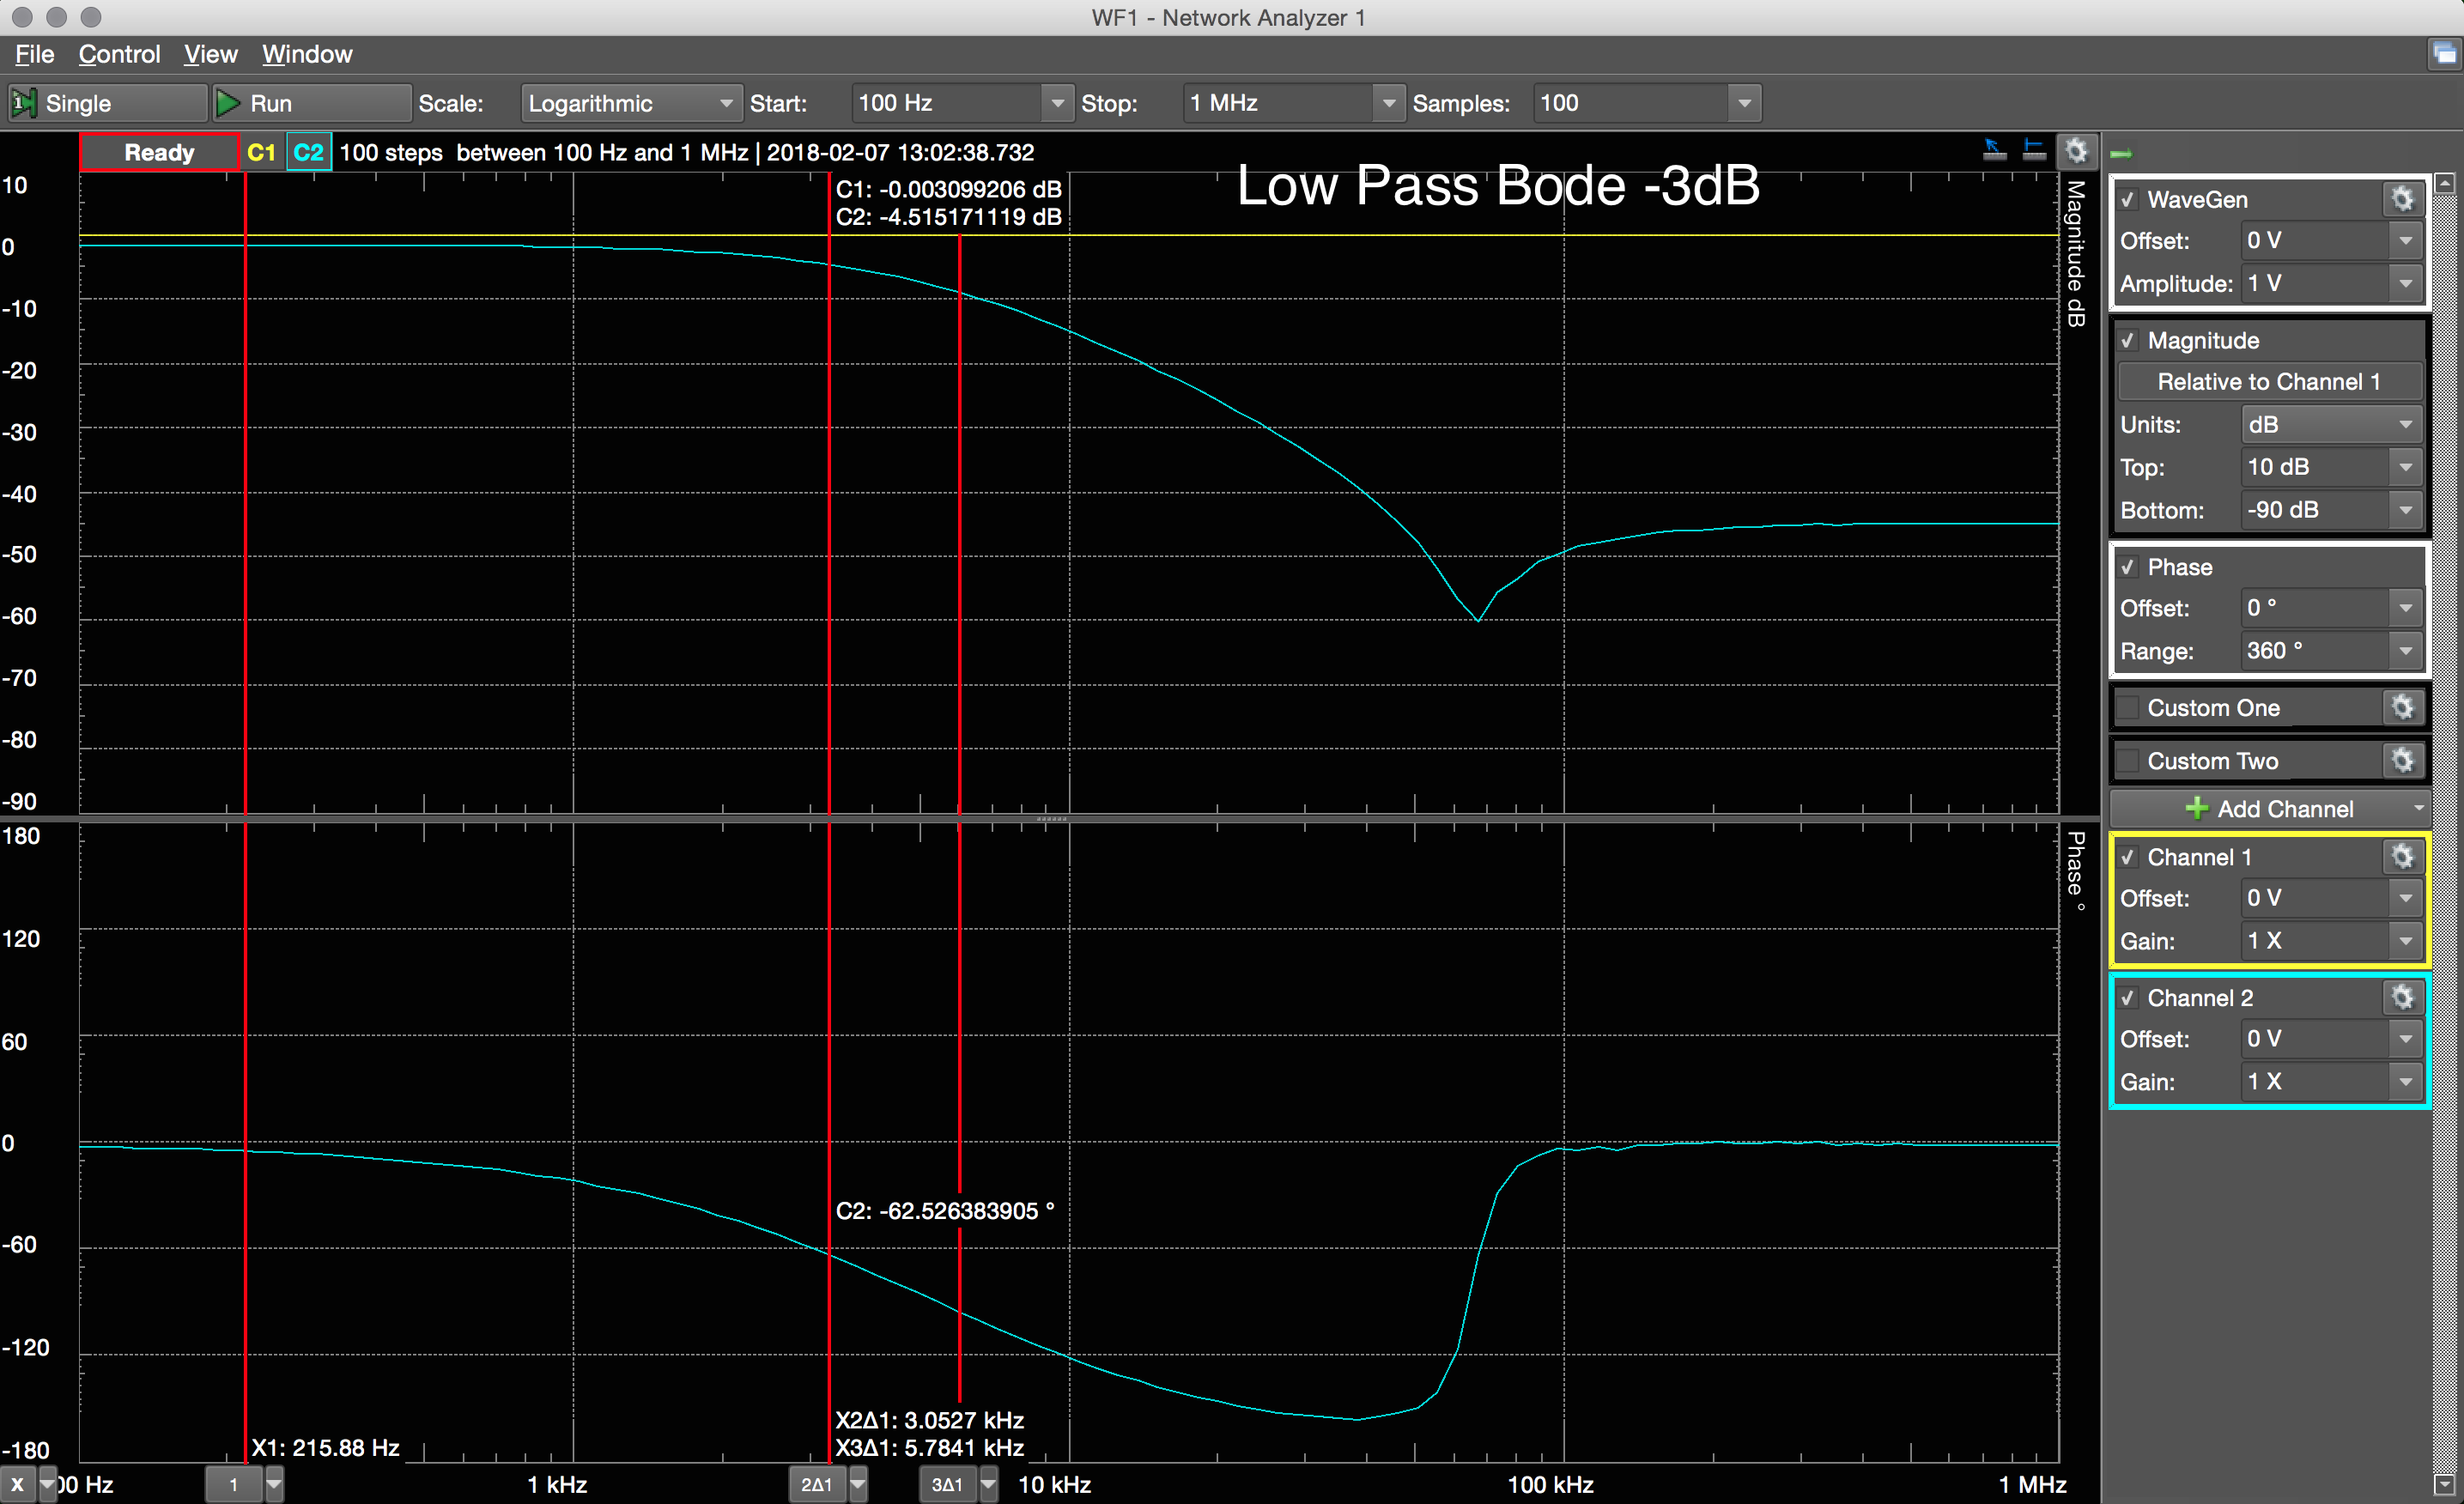 WF1 - Network Analyzer 1
File Control View Window
Single Run Scale: Logarithmic Start: 100 Hz Stop: 1 MHz Samples: 100
Ready C1 C2 100 steps between 100 Hz and 1 MHz | 2018-02-07 13:02:38.732
Low Pass Bode -3dB
C1: -0.003099206 dB
C2: -4.515171119 dB
10
0
-10
-20
-30
-40
-50
-60
-70
-80
-90
Magnitude dB
180
120
60
0
-60
-120
-180
Phase °
C2: -62.526383905 °
X2Δ1: 3.0527 kHz
X3Δ1: 5.7841 kHz
X1: 215.88 Hz
X 00 Hz 1 1 kHz 2Δ1 3Δ1 10 kHz 100 kHz 1 MHz
WaveGen
Offset: 0 V
Amplitude: 1 V
Magnitude
Relative to Channel 1
Units: dB
Top: 10 dB
Bottom: -90 dB
Phase
Offset: 0 °
Range: 360 °
Custom One
Custom Two
Add Channel
Channel 1
Offset: 0 V
Gain: 1 X
Channel 2
Offset: 0 V
Gain: 1 X